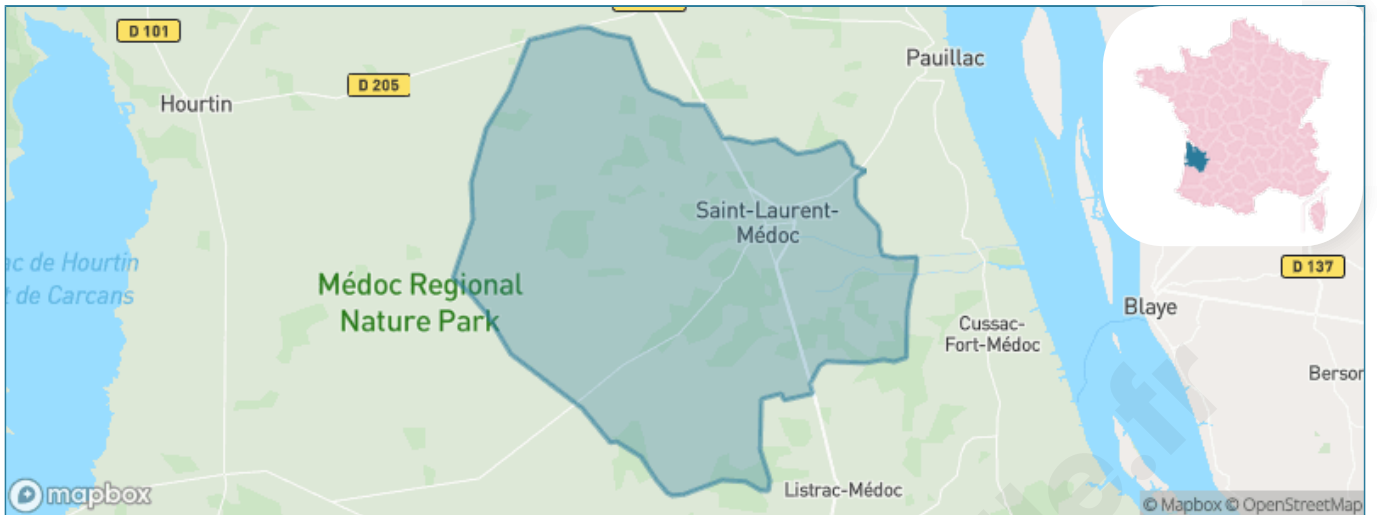 D 101
Pauillac
D 205
Hourtin
Saint-Laurent-
Médoc
ac de Hourtin
t de Carcans
Médoc Regional
Nature Park
D 137
Blaye
Cussac-
Fort-Médoc
Berson
Listrac-Médoc
mapbox
© Mapbox © OpenStreetMap